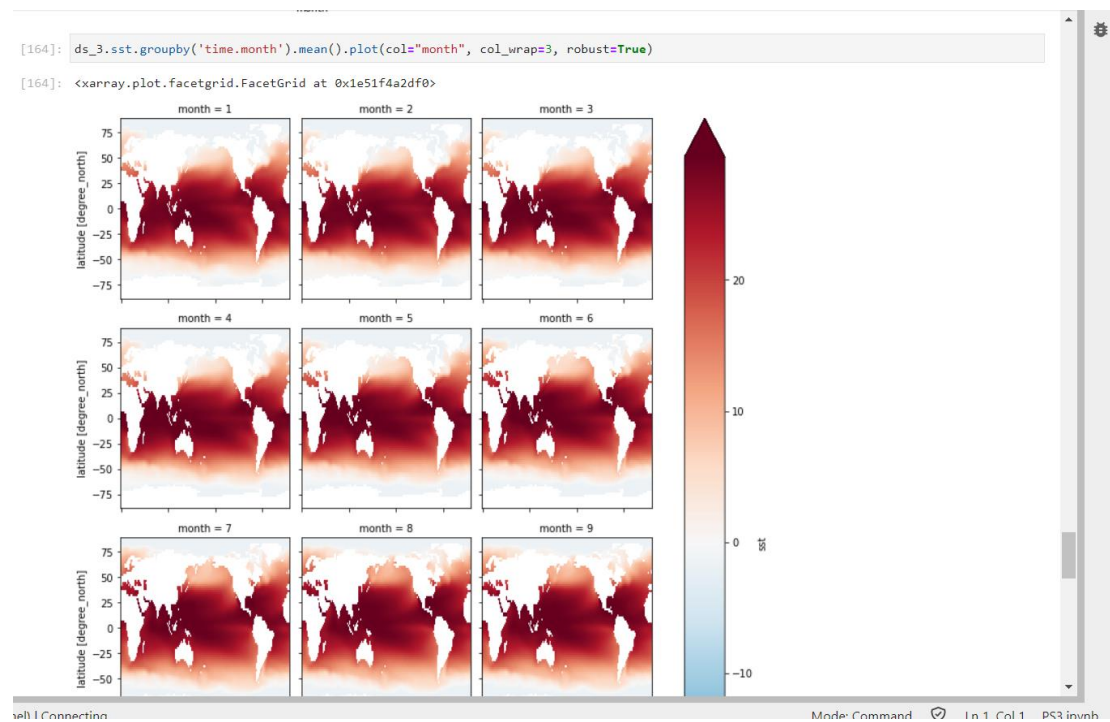 [164]: ds_3.sst.groupby('time.month').mean().plot(col="month", col_wrap=3, robust=True)
[164]: <xarray.plot.facetgrid.FacetGrid at 0x1e51f4a2df0>
month = 1
month = 2
month = 3
75
50
25
0
−25
−50
−75
latitude [degree_north]
month = 4
month = 5
month = 6
75
50
25
0
−25
−50
−75
latitude [degree_north]
month = 7
month = 8
month = 9
75
50
25
0
−25
−50
latitude [degree_north]
20
10
0
−10
sst
nel) | Connecting
Mode: Command
Ln 1, Col 1
PS3.ipynb